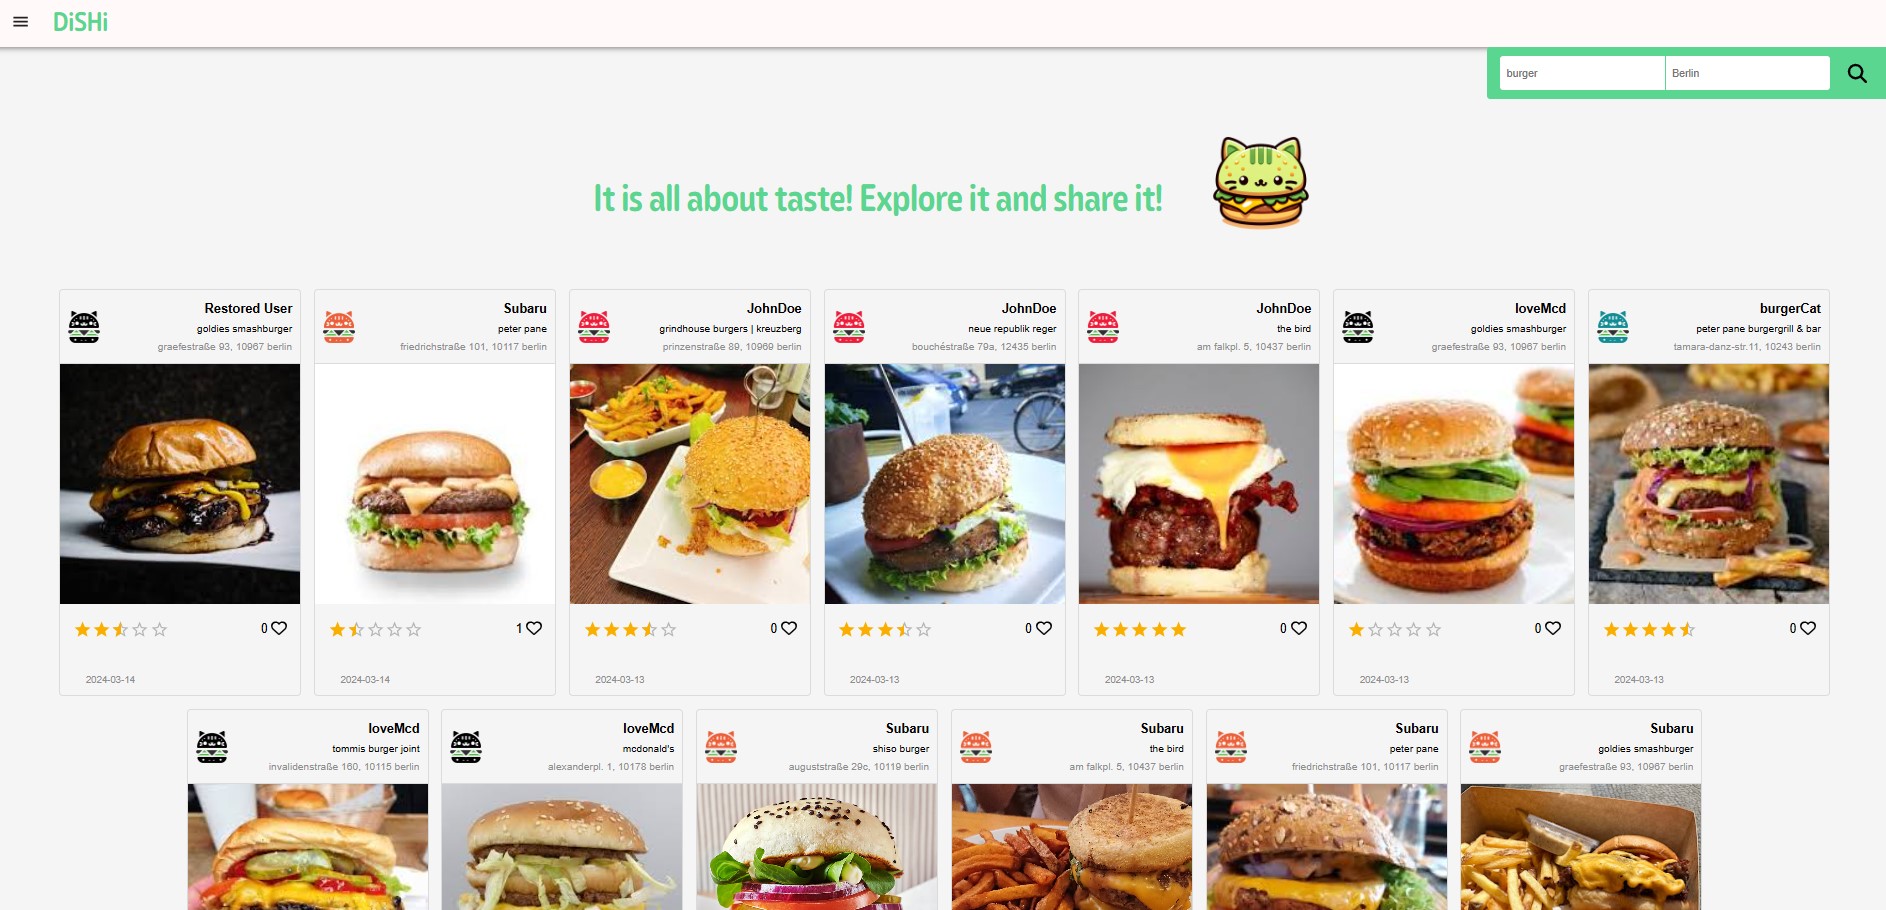 DiSHi
burger
Berlin
It is all about taste! Explore it and share it!
Restored User
goldies smashburger
graefestraße 93, 10967 berlin
0
2024-03-14
Subaru
peter pane
friedrichstraße 101, 10117 berlin
1
2024-03-14
JohnDoe
grindhouse burgers | kreuzberg
prinzenstraße 89, 10969 berlin
0
2024-03-13
JohnDoe
neue republik reger
bouchéstraße 79a, 12435 berlin
0
2024-03-13
JohnDoe
the bird
am falkpl. 5, 10437 berlin
0
2024-03-13
loveMcd
goldies smashburger
graefestraße 93, 10967 berlin
0
2024-03-13
burgerCat
peter pane burgergrill & bar
tamara-danz-str.11, 10243 berlin
0
2024-03-13
loveMcd
tommis burger joint
invalidenstraße 160, 10115 berlin
loveMcd
mcdonald's
alexanderpl. 1, 10178 berlin
Subaru
shiso burger
auguststraße 29c, 10119 berlin
Subaru
the bird
am falkpl. 5, 10437 berlin
Subaru
peter pane
friedrichstraße 101, 10117 berlin
Subaru
goldies smashburger
graefestraße 93, 10967 berlin